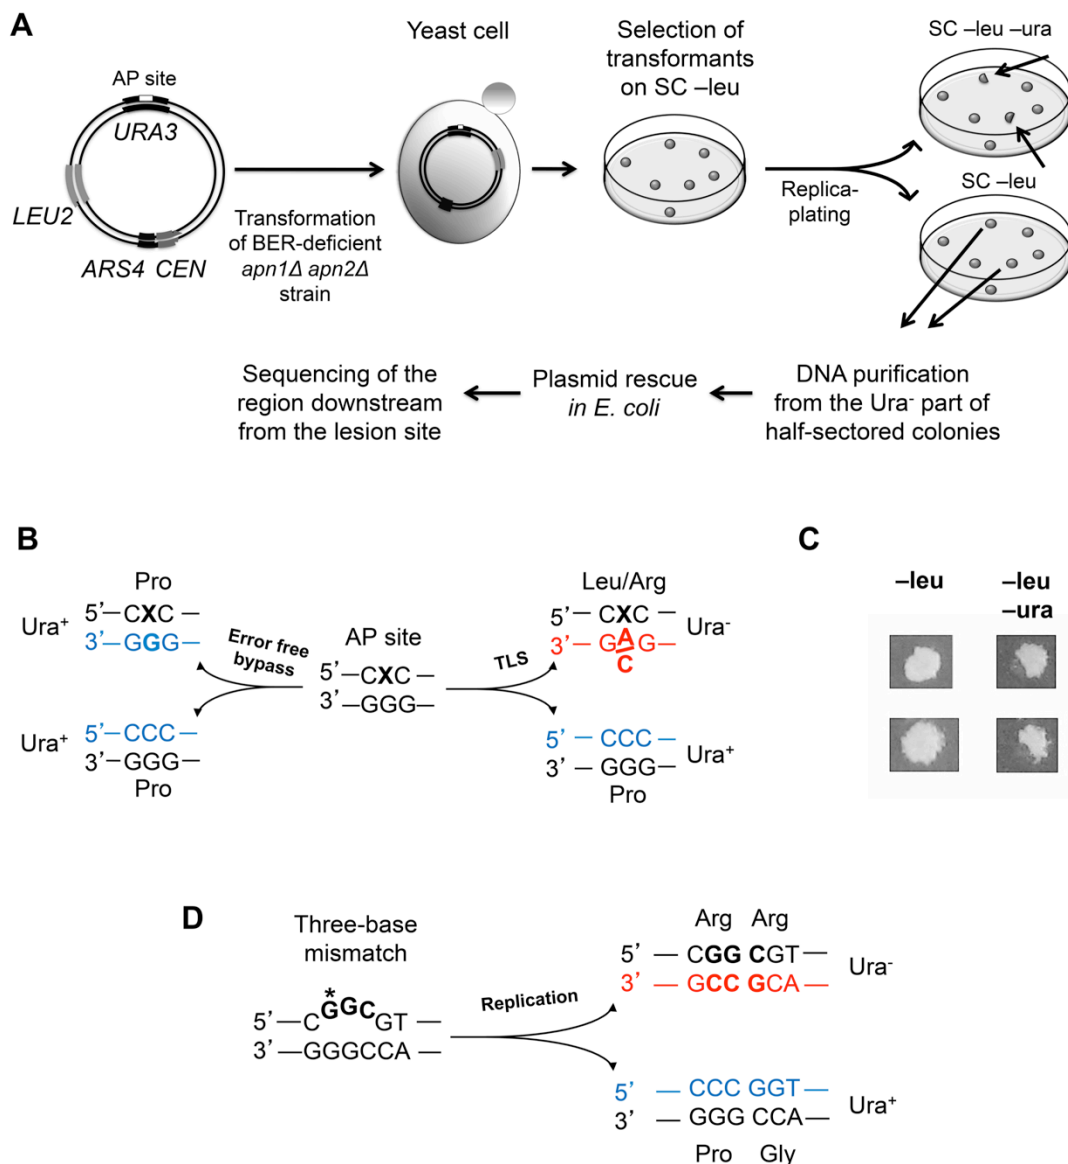 A
AP site
URA3
LEU2
ARS4 CEN
Transformation
of BER-deficient
apn1Δ apn2Δ
strain
Yeast cell
Selection of
transformants
on SC –leu
Replica-
plating
SC –leu –ura
SC –leu
DNA purification
from the Ura⁻ part of
half-sectored colonies
Plasmid rescue
in E. coli
Sequencing of the
region downstream
from the lesion site
B
Pro
5’–CXC –
Ura⁺
3’–GGG –
Error free
bypass
AP site
5’–CXC –
3’–GGG–
Ura⁺
5’–CCC –
3’–GGG–
Pro
TLS
Leu/Arg
5’–CXC –
Ura⁻
3’–GAG–
C
5’ –CCC –
Ura⁺
3’–GGG–
Pro
C
–leu
–leu
–ura
D
Three-base
mismatch
*
5’–CGGCGT –
3’–GGGCCA–
Replication
Arg Arg
5’ – CGG CGT–
Ura⁻
3’ – GCC GCA–
5’ – CCC GGT–
Ura⁺
3’ – GGG CCA–
Pro Gly